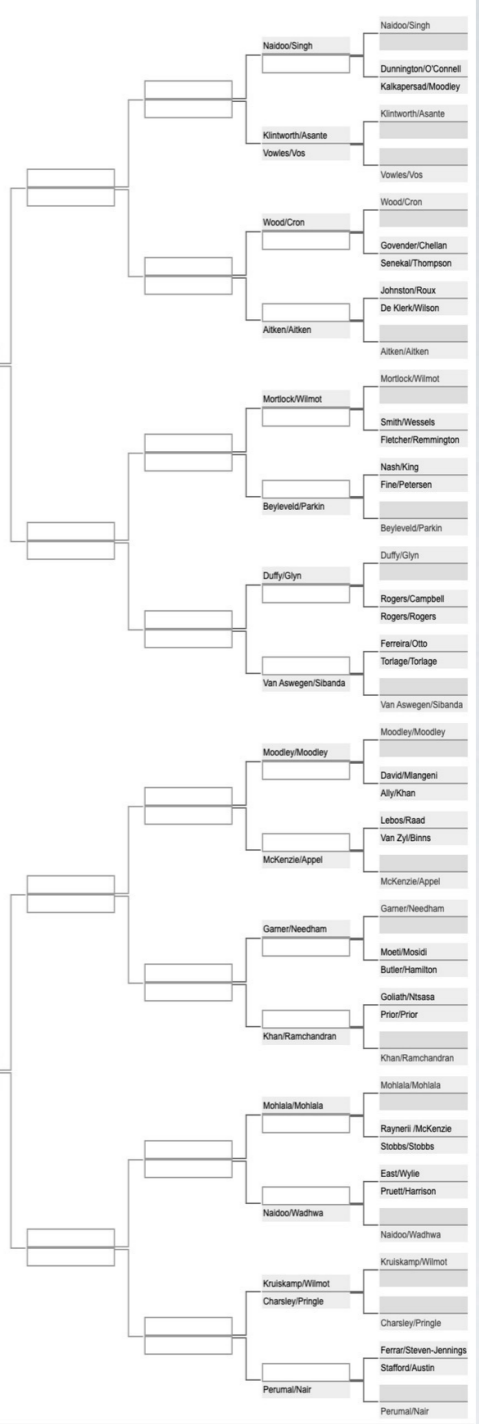 Naidoo/Singh
Naidoo/Singh
Dunnington/O'Connell
Kalkapersad/Moodley
Klintworth/Asante
Klintworth/Asante
Vowles/Vos
Vowles/Vos
Wood/Cron
Wood/Cron
Govender/Chellan
Senekal/Thompson
Johnston/Roux
De Klerk/Wilson
Aitken/Aitken
Aitken/Aitken
Mortlock/Wilmot
Mortlock/Wilmot
Smith/Wessels
Fletcher/Remmington
Nash/King
Fine/Petersen
Beyleveld/Parkin
Beyleveld/Parkin
Duffy/Glyn
Duffy/Glyn
Rogers/Campbell
Rogers/Rogers
Ferreira/Otto
Torlage/Torlage
Van Aswegen/Sibanda
Van Aswegen/Sibanda
Moodley/Moodley
Moodley/Moodley
David/Mlangeni
Ally/Khan
Lebos/Raad
Van Zyl/Binns
McKenzie/Appel
McKenzie/Appel
Garner/Needham
Garner/Needham
Moeti/Mosidi
Butler/Hamilton
Goliath/Ntsasa
Prior/Prior
Khan/Ramchandran
Khan/Ramchandran
Mohlala/Mohlala
Mohlala/Mohlala
Raynerii /McKenzie
Stobbs/Stobbs
East/Wylie
Pruett/Harrison
Naidoo/Wadhwa
Naidoo/Wadhwa
Kruiskamp/Wilmot
Kruiskamp/Wilmot
Charsley/Pringle
Charsley/Pringle
Ferrar/Steven-Jennings
Stafford/Austin
Perumal/Nair
Perumal/Nair